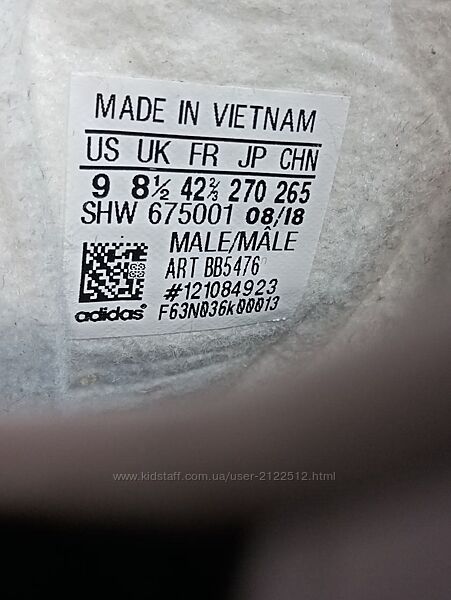 MADE IN VIETNAM
US UK FR JP CHN
9 8½ 42⅔ 270 265
SHW 675001 08/18
MALE/MÂLE
ART BB5476
#121084923
adidas® F63N036k00013
www.kidstaff.com.ua/user-2122512.html